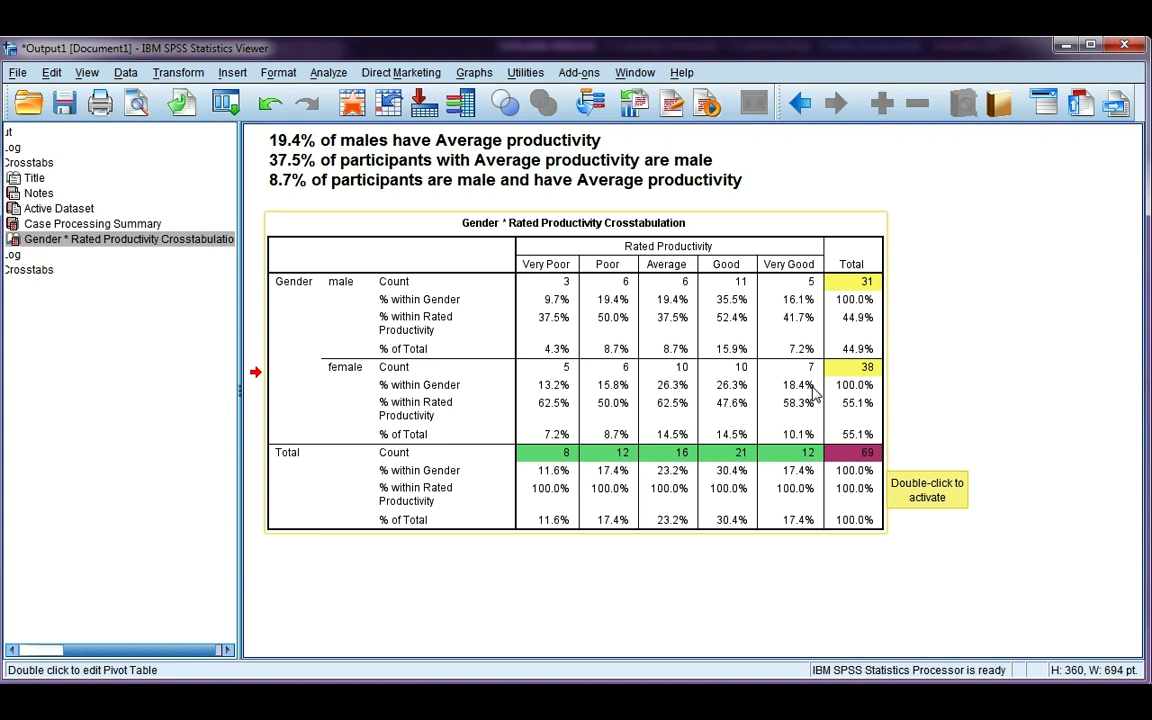 *Output1 [Document1] - IBM SPSS Statistics Viewer
File Edit View Data Transform Insert Format Analyze Direct Marketing Graphs Utilities Add-ons Window Help
19.4% of males have Average productivity
37.5% of participants with Average productivity are male
8.7% of participants are male and have Average productivity
ut
Log
Crosstabs
Title
Notes
Active Dataset
Case Processing Summary
Gender * Rated Productivity Crosstabulatio
Log
Crosstabs
Gender * Rated Productivity Crosstabulation
Rated Productivity
Very Poor Poor Average Good Very Good Total
Gender male Count 3 6 6 11 5 31
% within Gender 9.7% 19.4% 19.4% 35.5% 16.1% 100.0%
% within Rated Productivity 37.5% 50.0% 37.5% 52.4% 41.7% 44.9%
% of Total 4.3% 8.7% 8.7% 15.9% 7.2% 44.9%
female Count 5 6 10 10 7 38
% within Gender 13.2% 15.8% 26.3% 26.3% 18.4% 100.0%
% within Rated Productivity 62.5% 50.0% 62.5% 47.6% 58.3% 55.1%
% of Total 7.2% 8.7% 14.5% 14.5% 10.1% 55.1%
Total Count 8 12 16 21 12 69
% within Gender 11.6% 17.4% 23.2% 30.4% 17.4% 100.0%
% within Rated Productivity 100.0% 100.0% 100.0% 100.0% 100.0% 100.0%
% of Total 11.6% 17.4% 23.2% 30.4% 17.4% 100.0%
Double-click to
activate
Double click to edit Pivot Table
IBM SPSS Statistics Processor is ready
H: 360, W: 694 pt.